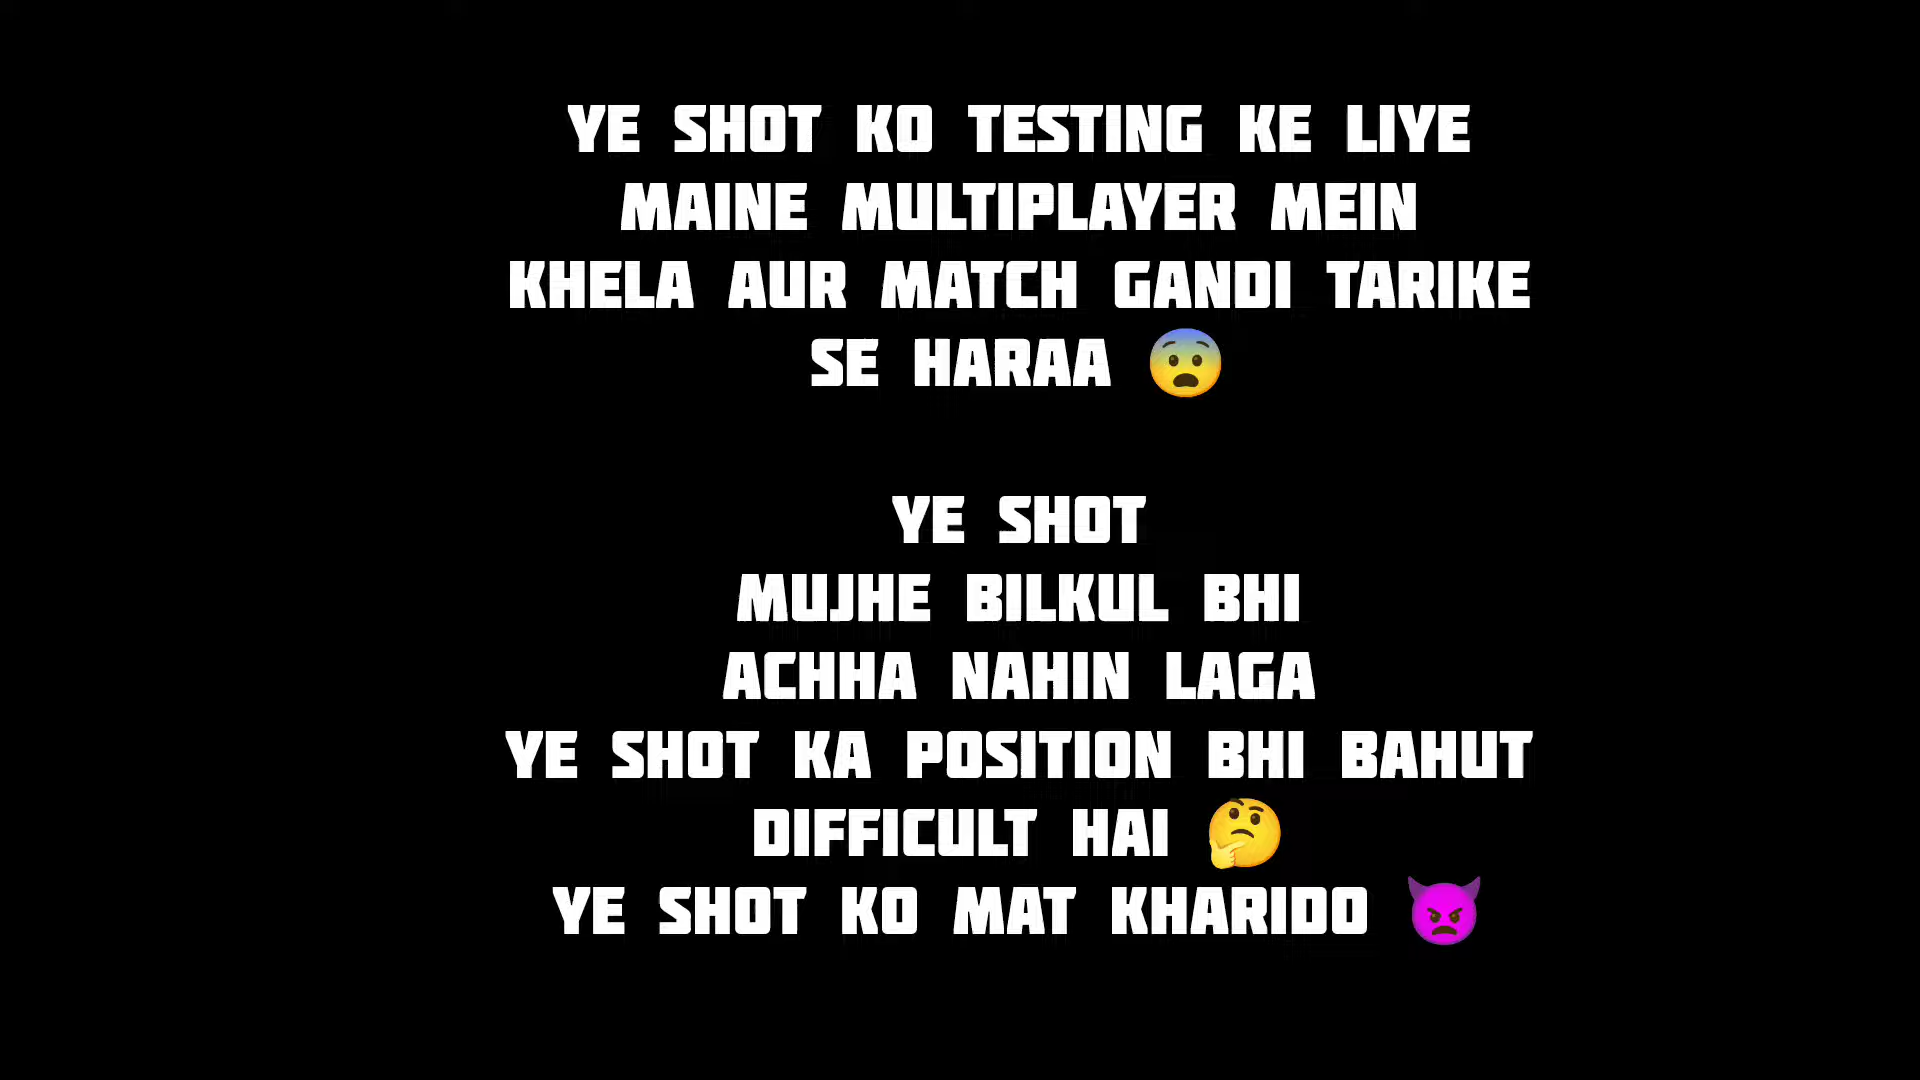 YE SHOT KO TESTING KE LIYE
MAINE MULTIPLAYER MEIN
KHELA AUR MATCH GANDI TARIKE
SE HARAA 😨
YE SHOT
MUJHE BILKUL BHI
ACHHA NAHIN LAGA
YE SHOT KA POSITION BHI BAHUT
DIFFICULT HAI 🤔
YE SHOT KO MAT KHARIDO 👿